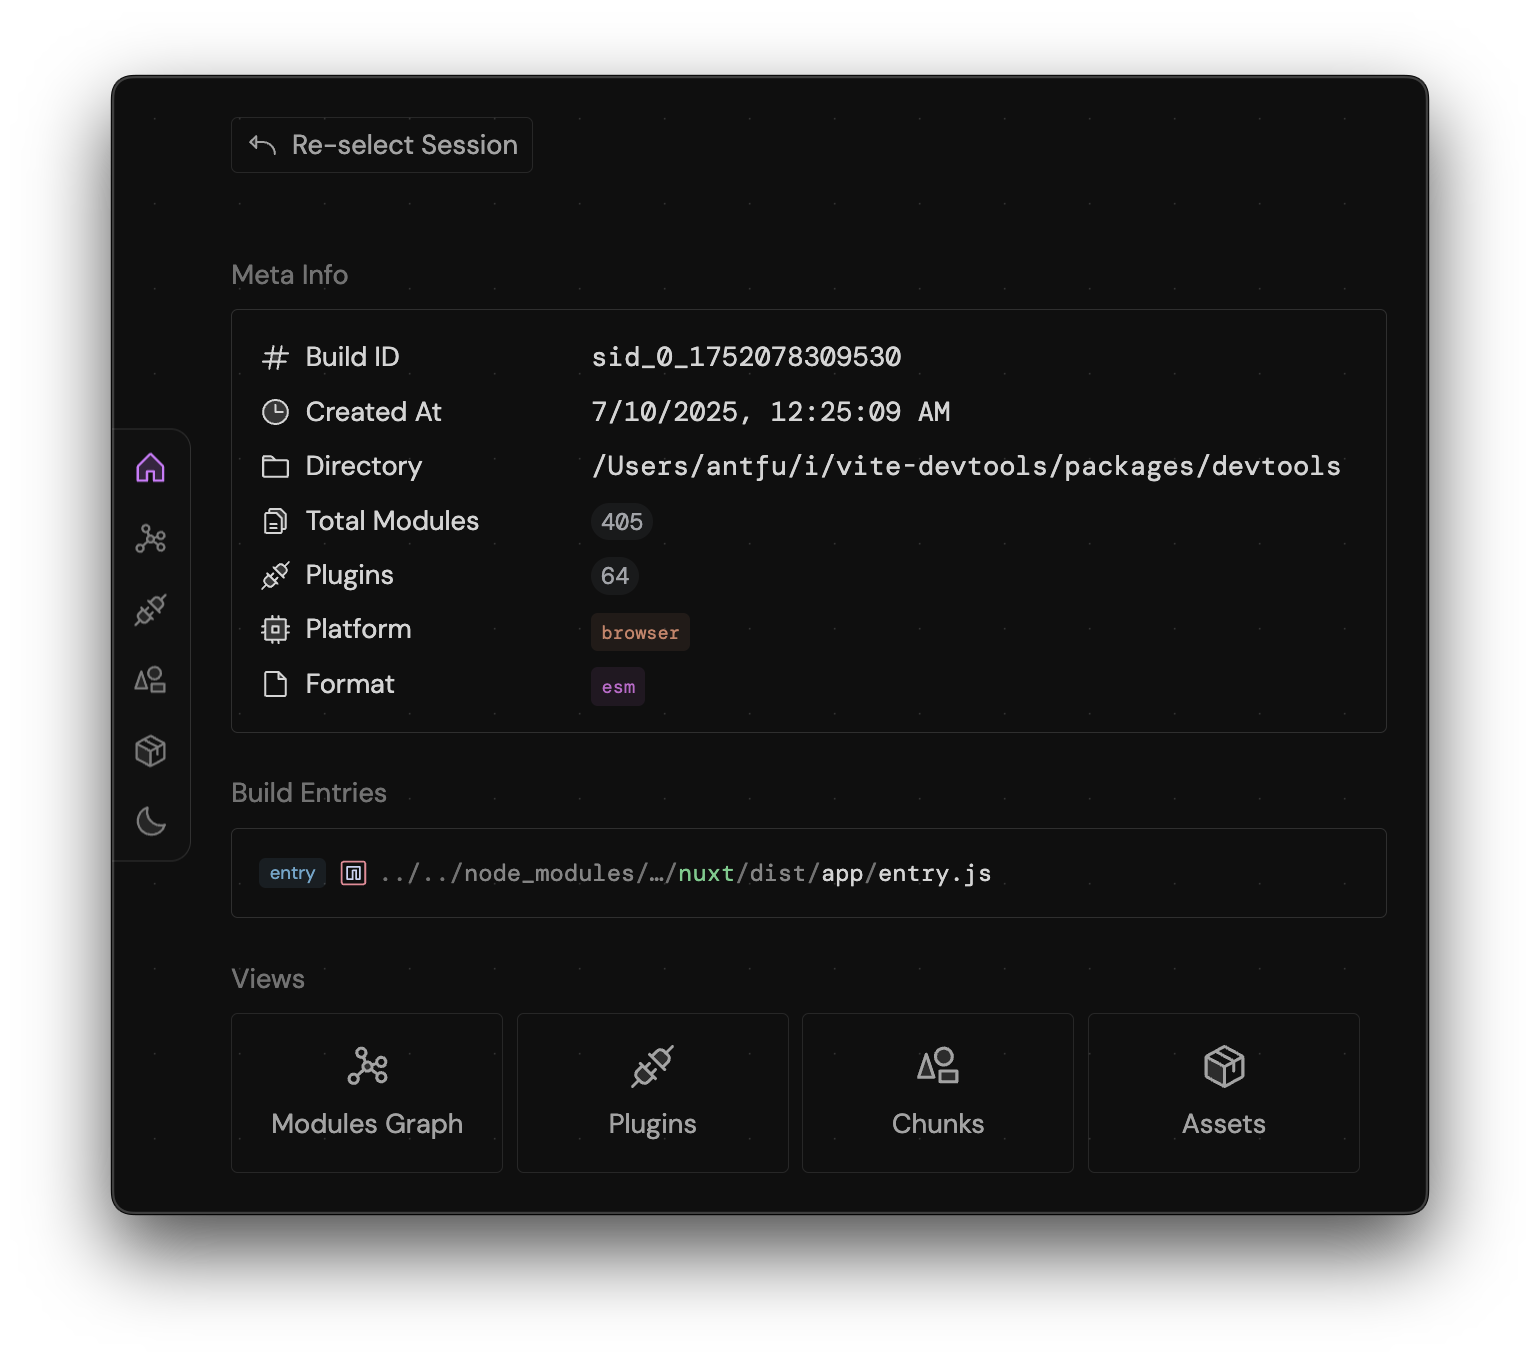 Re-select Session
Meta Info
Build ID sid_0_1752078309530
Created At 7/10/2025, 12:25:09 AM
Directory /Users/antfu/i/vite-devtools/packages/devtools
Total Modules 405
Plugins 64
Platform browser
Format esm
Build Entries
entry ../../node_modules/…/nuxt/dist/app/entry.js
Views
Modules Graph Plugins Chunks Assets